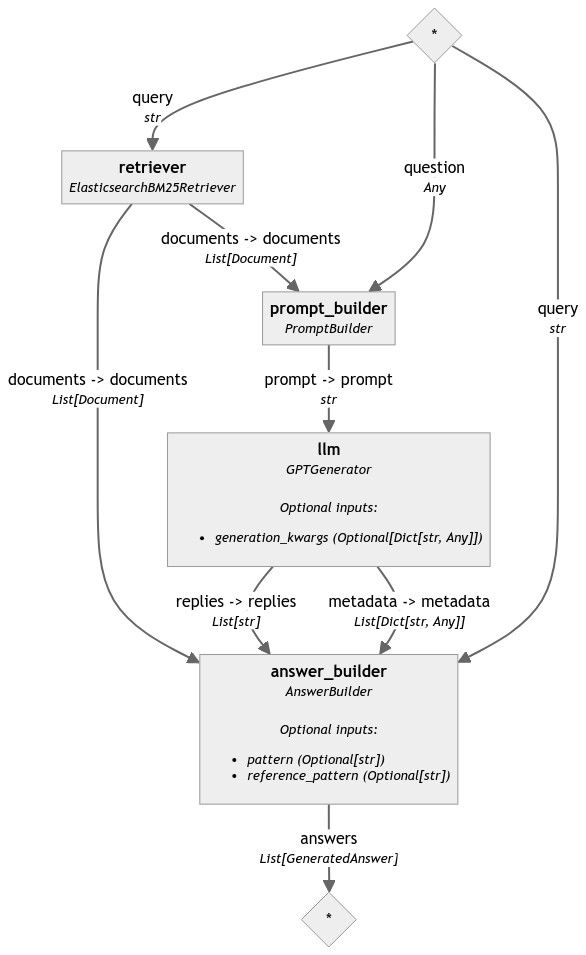 *
query
str
retriever
ElasticsearchBM25Retriever
question
Any
documents -> documents
List[Document]
prompt_builder
PromptBuilder
query
str
documents -> documents
List[Document]
prompt -> prompt
str
llm
GPTGenerator
Optional inputs:
• generation_kwargs (Optional[Dict[str, Any]])
replies -> replies
List[str]
metadata -> metadata
List[Dict[str, Any]]
answer_builder
AnswerBuilder
Optional inputs:
• pattern (Optional[str])
• reference_pattern (Optional[str])
answers
List[GeneratedAnswer]
*